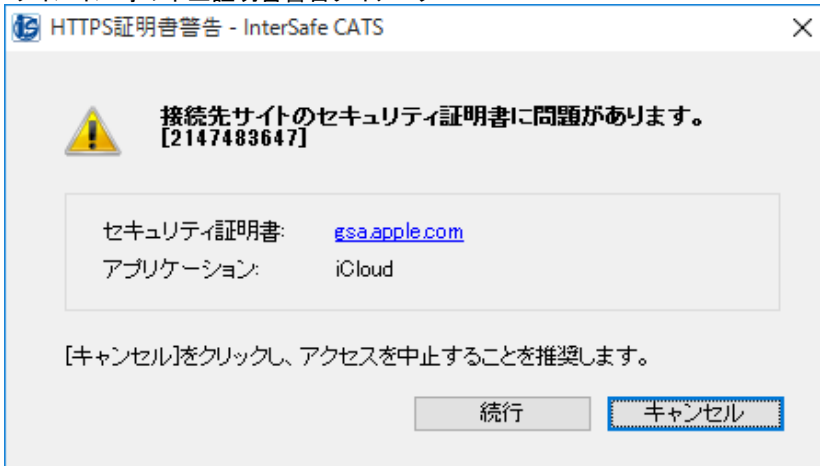 HTTPS証明書警告 - InterSafe CATS
接続先サイトのセキュリティ証明書に問題があります。
[2147483647]
セキュリティ証明書: gsa.apple.com
アプリケーション: iCloud
[キャンセル]をクリックし、アクセスを中止することを推奨します。
続行 キャンセル